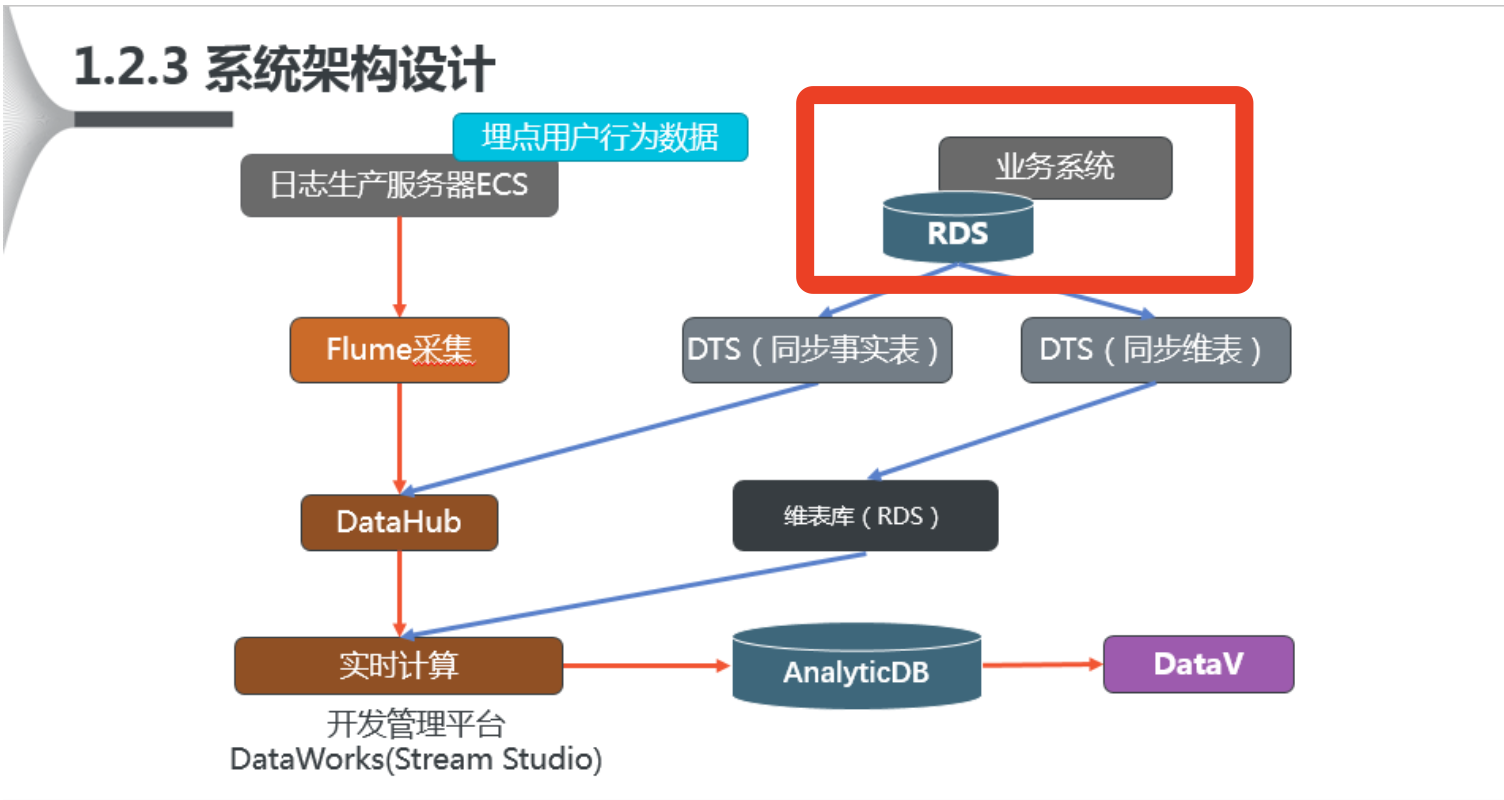 1.2.3 系统架构设计
埋点用户行为数据
日志生产服务器ECS
业务系统
RDS
Flume采集
DTS（同步事实表）
DTS（同步维表）
DataHub
维表库（RDS）
实时计算
AnalyticDB
DataV
开发管理平台
DataWorks(Stream Studio)